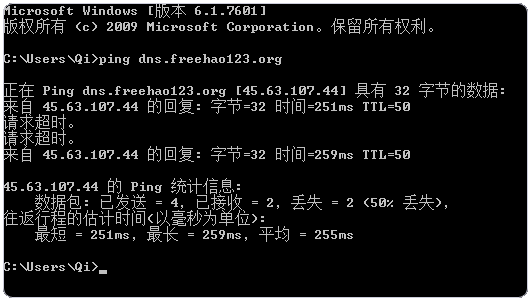 Microsoft Windows [版本 6.1.7601]
版权所有 (c) 2009 Microsoft Corporation。保留所有权利。
C:\Users\Qi>ping dns.freehao123.org
正在 Ping dns.freehao123.org [45.63.107.44] 具有 32 字节的数据:
来自 45.63.107.44 的回复: 字节=32 时间=251ms TTL=50
请求超时。
请求超时。
来自 45.63.107.44 的回复: 字节=32 时间=259ms TTL=50
45.63.107.44 的 Ping 统计信息:
数据包: 已发送 = 4，已接收 = 2，丢失 = 2 (50% 丢失)，
往返行程的估计时间(以毫秒为单位):
最短 = 251ms，最长 = 259ms，平均 = 255ms
C:\Users\Qi>